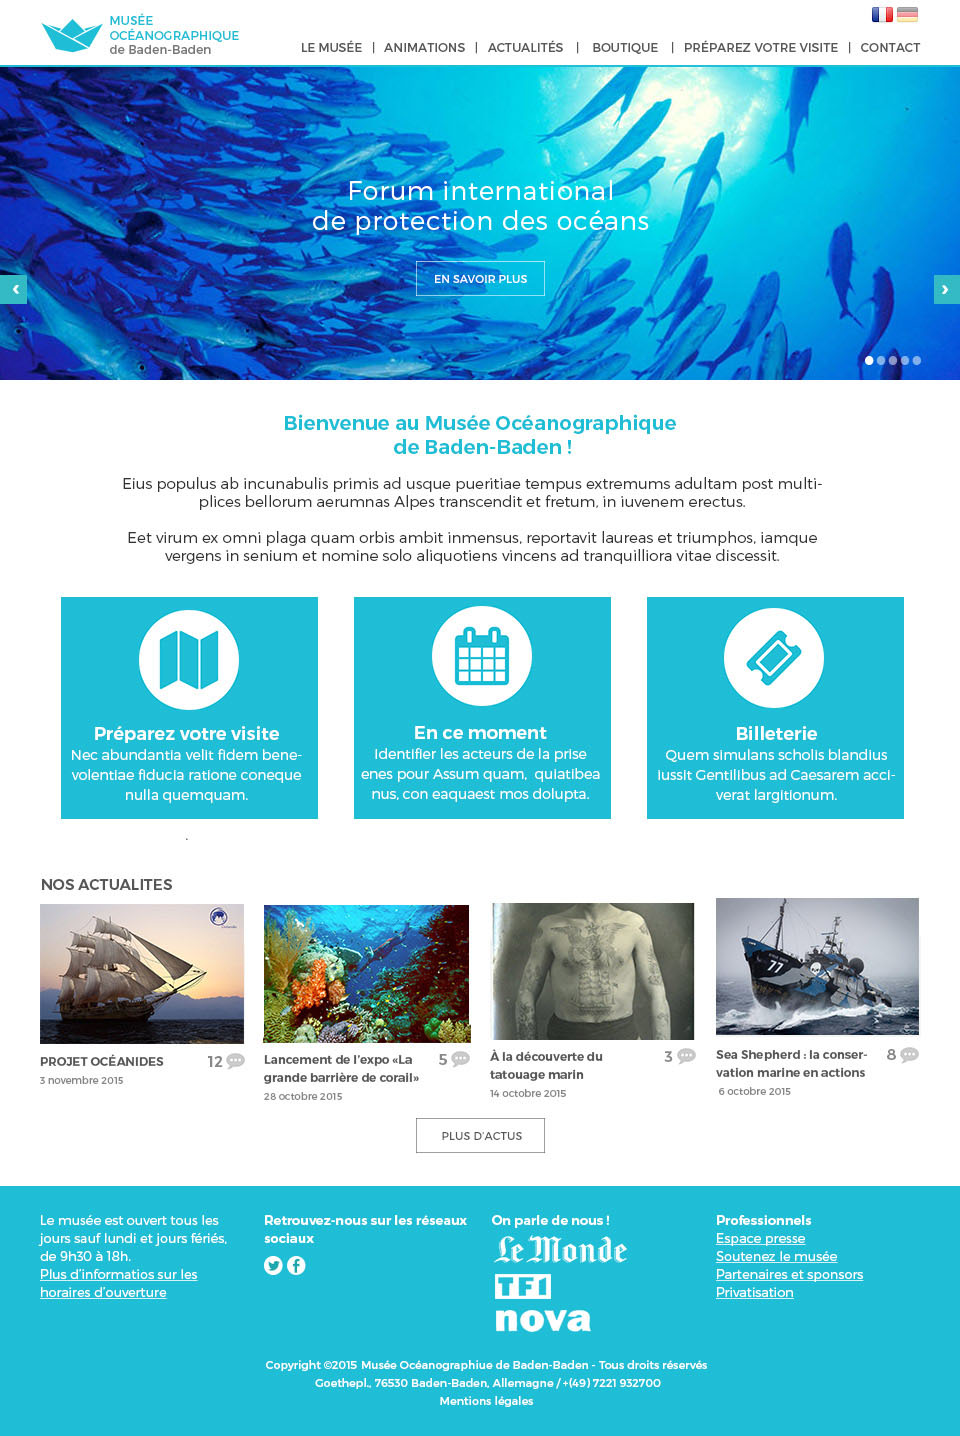 MUSÉE
OCÉANOGRAPHIQUE
de Baden-Baden
LE MUSÉE | ANIMATIONS | ACTUALITÉS | BOUTIQUE | PRÉPAREZ VOTRE VISITE | CONTACT
Forum international
de protection des océans
EN SAVOIR PLUS
Bienvenue au Musée Océanographique
de Baden-Baden !
Eius populus ab incunabulis primis ad usque pueritiae tempus extremums adultam post multi-
plices bellorum aerumnas Alpes transcendit et fretum, in iuvenem erectus.
Eet virum ex omni plaga quam orbis ambit inmensus, reportavit laureas et triumphos, iamque
vergens in senium et nomine solo aliquotiens vincens ad tranquilliora vitae discessit.
Préparez votre visite
Nec abundantia velit fidem bene-
volentiae fiducia ratione coneque
nulla quemquam.
En ce moment
Identifier les acteurs de la prise
enes pour Assum quam, quiatibea
nus, con eaquaest mos dolupta.
Billeterie
Quem simulans scholis blandius
iussit Gentilibus ad Caesarem acci-
verat largitionum.
.
NOS ACTUALITES
77
PROJET OCÉANIDES 12
3 novembre 2015
Lancement de l'expo «La 5
grande barrière de corail»
28 octobre 2015
À la découverte du 3
tatouage marin
14 octobre 2015
Sea Shepherd : la conser- 8
vation marine en actions
6 octobre 2015
PLUS D'ACTUS
Le musée est ouvert tous les
jours sauf lundi et jours fériés,
de 9h30 à 18h.
Plus d'informatios sur les
horaires d'ouverture
Retrouvez-nous sur les réseaux
sociaux
On parle de nous !
Le Monde
TF1
nova
Professionnels
Espace presse
Soutenez le musée
Partenaires et sponsors
Privatisation
Copyright ©2015 Musée Océanographiue de Baden-Baden - Tous droits réservés
Goethepl., 76530 Baden-Baden, Allemagne / +(49) 7221 932700
Mentions légales